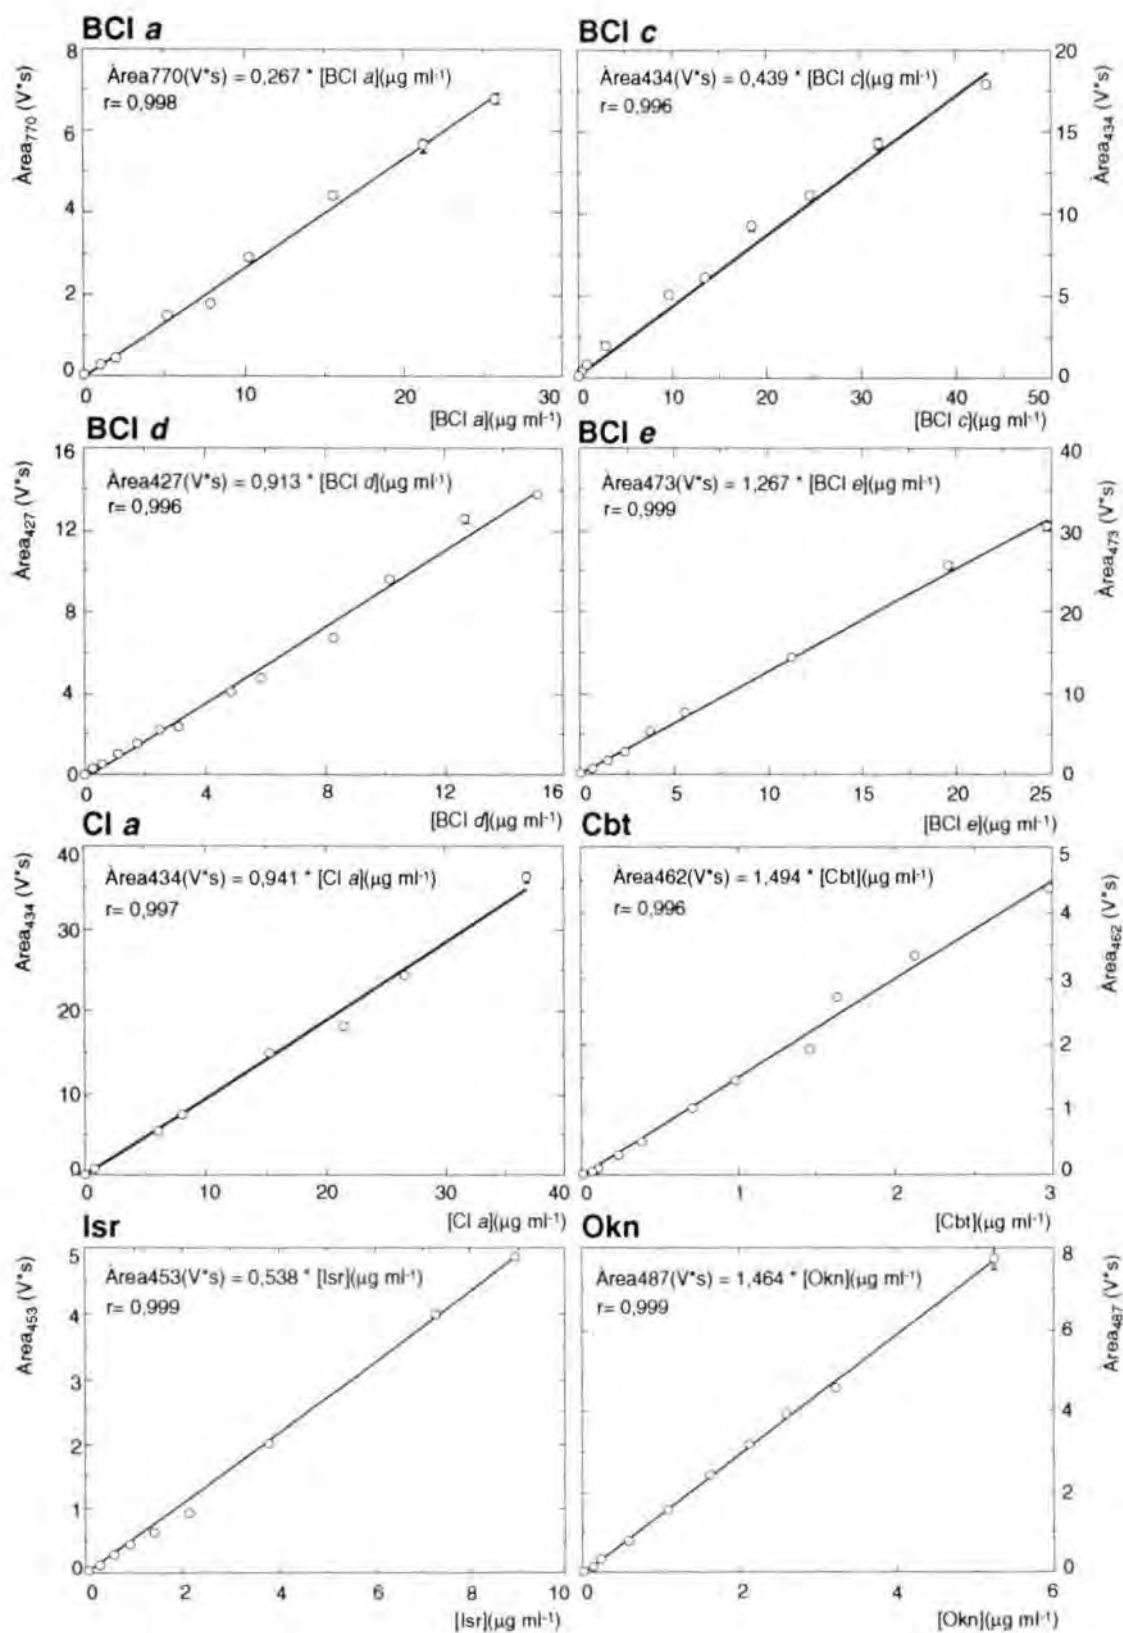 BCl a
8
Àrea770(V*s) = 0,267 * [BCl a](µg ml-1)
r= 0,998
6
4
2
0
Àrea770 (V*s)
0
10
20
30
[BCl a](µg ml-1)
BCl c
20
Àrea434(V*s) = 0,439 * [BCl c](µg ml-1)
r= 0,996
15
10
5
0
Àrea434 (V*s)
0
10
20
30
40
50
[BCl c](µg ml-1)
BCl d
16
Àrea427(V*s) = 0,913 * [BCl d](µg ml-1)
r= 0,996
12
8
4
0
Àrea427 (V*s)
0
4
8
12
16
[BCl d](µg ml-1)
BCl e
40
Àrea473(V*s) = 1,267 * [BCl e](µg ml-1)
r= 0,999
30
20
10
0
Àrea473 (V*s)
0
5
10
15
20
25
[BCl e](µg ml-1)
Cl a
40
Àrea434(V*s) = 0,941 * [Cl a](µg ml-1)
r= 0,997
30
20
10
0
Àrea434 (V*s)
0
10
20
30
40
[Cl a](µg ml-1)
Cbt
5
Àrea462(V*s) = 1,494 * [Cbt](µg ml-1)
r= 0,996
4
3
2
1
0
Àrea462 (V*s)
0
1
2
3
[Cbt](µg ml-1)
Isr
5
Àrea453(V*s) = 0,538 * [Isr](µg ml-1)
r= 0,999
4
3
2
1
0
Àrea453 (V*s)
0
2
4
6
8
10
[Isr](µg ml-1)
Okn
8
Àrea487(V*s) = 1,464 * [Okn](µg ml-1)
r= 0,999
6
4
2
0
Àrea487 (V*s)
0
2
4
6
[Okn](µg ml-1)